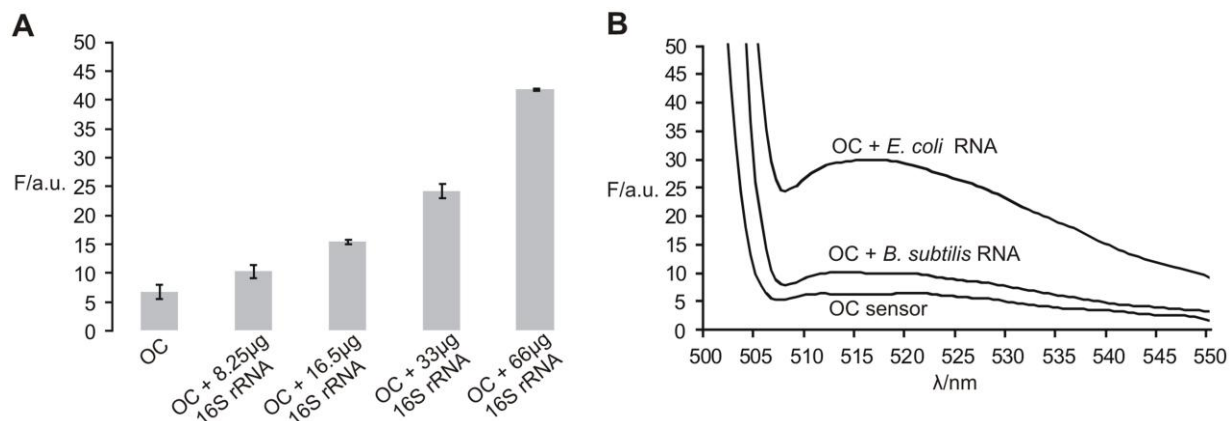 A
F/a.u.
50
45
40
35
30
25
20
15
10
5
0
OC
OC + 8.25µg
16S rRNA
OC + 16.5µg
16S rRNA
OC + 33µg
16S rRNA
OC + 66µg
16S rRNA
B
F/a.u.
50
45
40
35
30
25
20
15
10
5
0
OC + E. coli RNA
OC + B. subtilis RNA
OC sensor
500 505 510 515 520 525 530 535 540 545 550
λ/nm